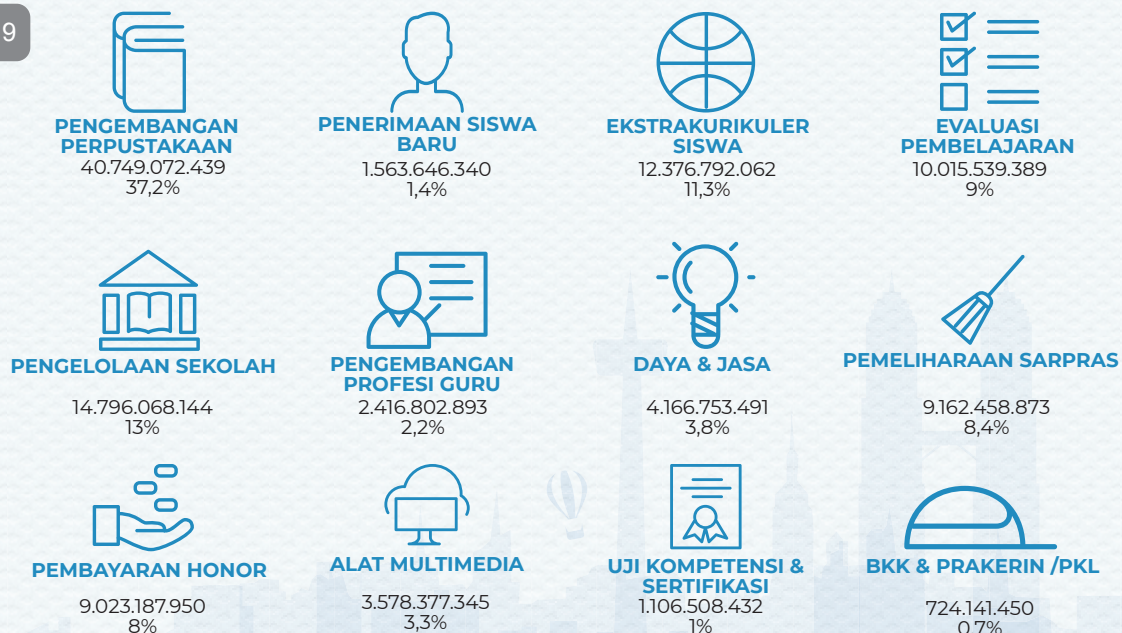 9
PENGEMBANGAN
PERPUSTAKAAN
40.749.072.439
37,2%
PENERIMAAN SISWA
BARU
1.563.646.340
1,4%
EKSTRAKURIKULER
SISWA
12.376.792.062
11,3%
EVALUASI
PEMBELAJARAN
10.015.539.389
9%
PENGELOLAAN SEKOLAH
14.796.068.144
13%
PENGEMBANGAN
PROFESI GURU
2.416.802.893
2,2%
DAYA & JASA
4.166.753.491
3,8%
PEMELIHARAAN SARPRAS
9.162.458.873
8,4%
PEMBAYARAN HONOR
9.023.187.950
8%
ALAT MULTIMEDIA
3.578.377.345
3,3%
UJI KOMPETENSI &
SERTIFIKASI
1.106.508.432
1%
BKK & PRAKERIN /PKL
724.141.450
0,7%